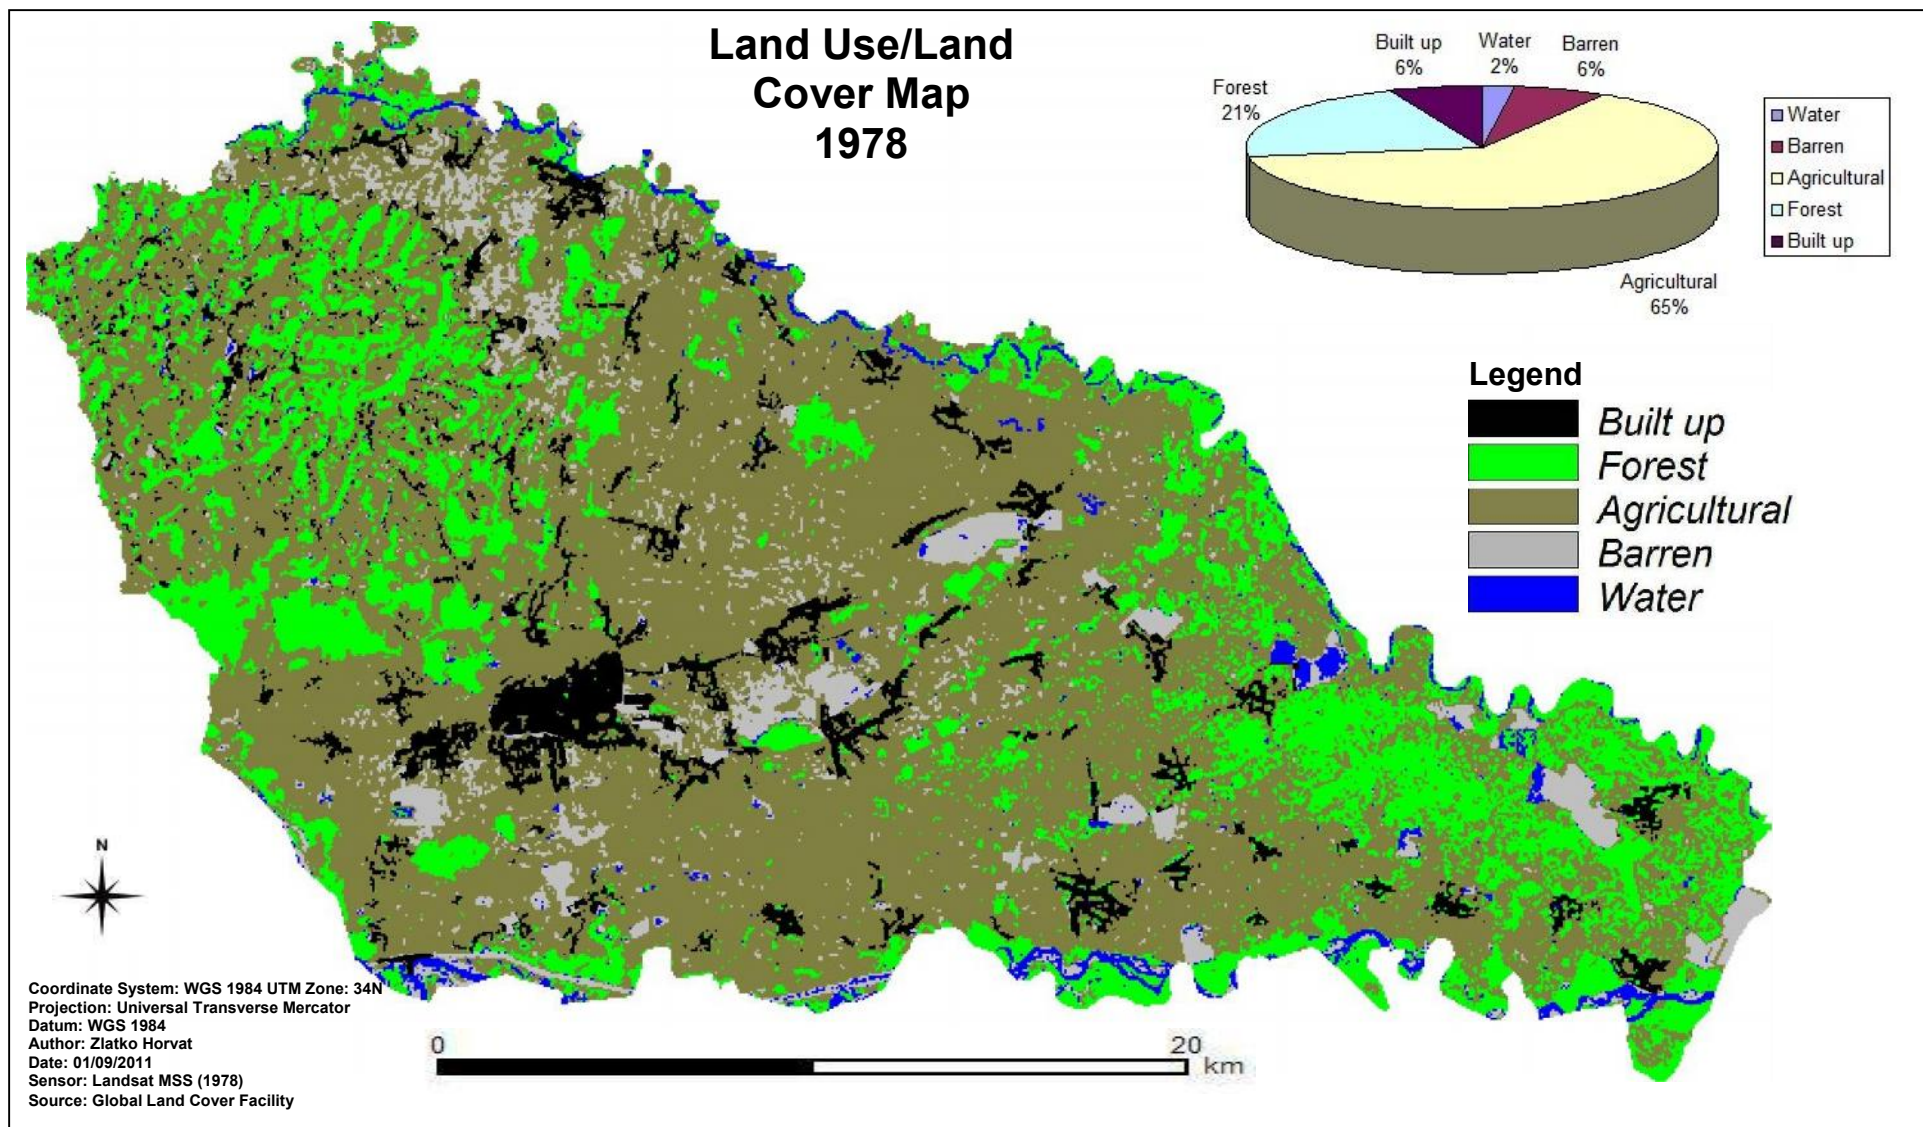 Land Use/Land
Cover Map
1978
Built up
6%
Water
2%
Barren
6%
Forest
21%
Agricultural
65%
Water
Barren
Agricultural
Forest
Built up
Legend
Built up
Forest
Agricultural
Barren
Water
N
Coordinate System: WGS 1984 UTM Zone: 34N
Projection: Universal Transverse Mercator
Datum: WGS 1984
Author: Zlatko Horvat
Date: 01/09/2011
Sensor: Landsat MSS (1978)
Source: Global Land Cover Facility
0 20
km